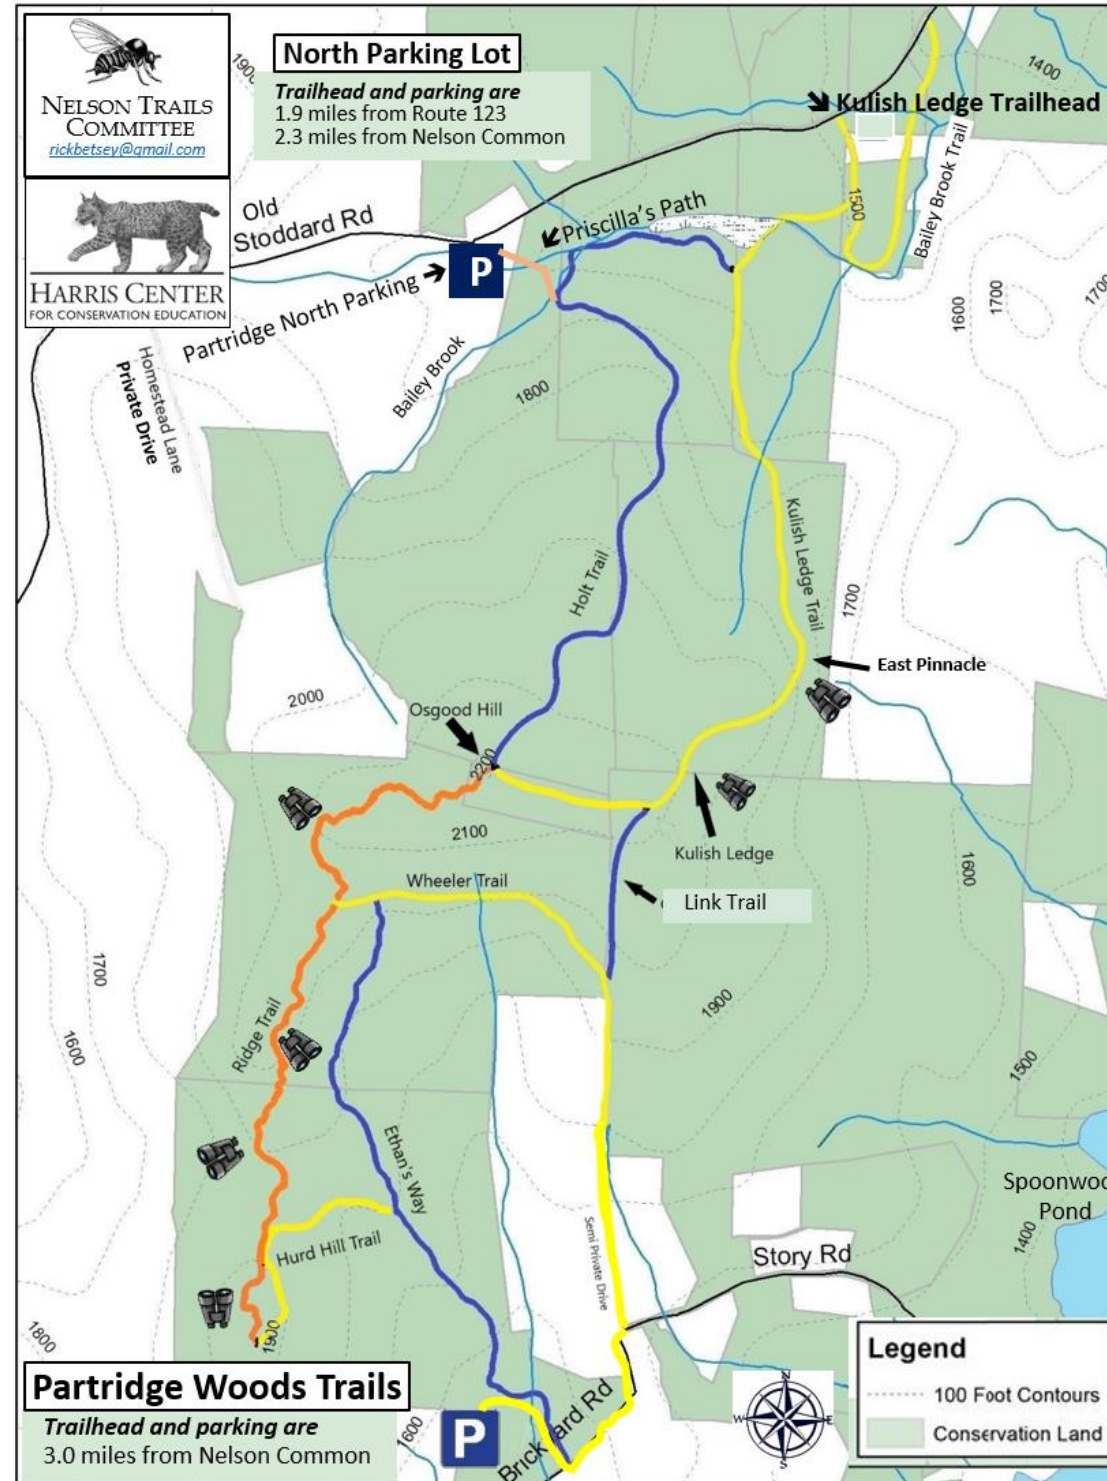 NELSON TRAILS
COMMITTEE
rickbetsey@gmail.com
HARRIS CENTER
FOR CONSERVATION EDUCATION
North Parking Lot
Trailhead and parking are
1.9 miles from Route 123
2.3 miles from Nelson Common
1900
1400
Kulish Ledge Trailhead
Bailey Brook Trail
1500
Old
Stoddard Rd
Priscilla's Path
P
Partridge North Parking
Bailey Brook
Homestead Lane
Private Drive
1600
1700
1700
1800
Kulish Ledge Trail
Holt Trail
1700
East Pinnacle
2000
Osgood Hill
2200
2100
Kulish Ledge
Wheeler Trail
Link Trail
1600
1700
1600
1900
Ridge Trail
1500
Ethan's Way
Spoonwoo
Pond
1400
Hurd Hill Trail
Semi Private Drive
Story Rd
1900
1800
Partridge Woods Trails
Trailhead and parking are
3.0 miles from Nelson Common
1600
P
Brickyard Rd
N
W
E
S
Legend
100 Foot Contours
Conservation Land